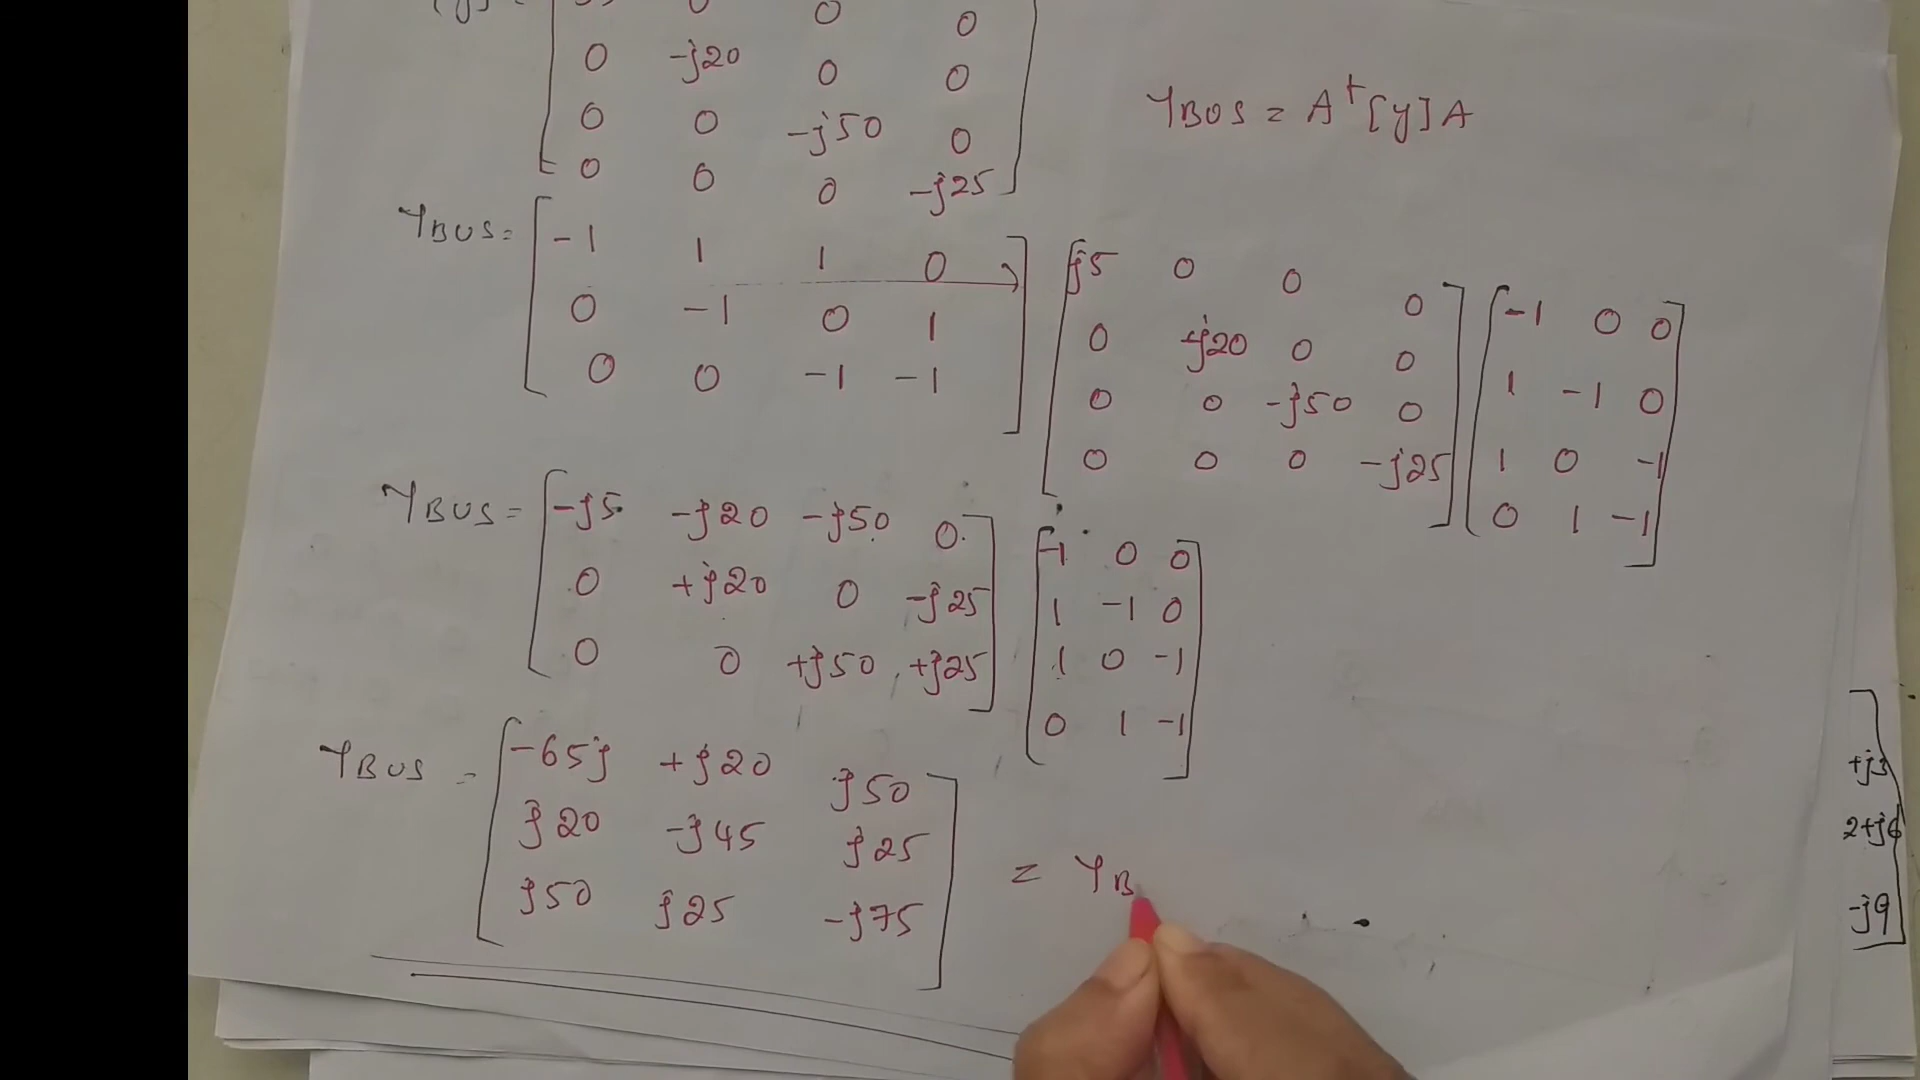 0 0
0 -j20 0 0
0 0 -j50 0
0 0 0 -j25
YBUS = A^t [y] A
YBUS = [-1 1 1 0] [j5 0 0 0] [-1 0 0]
[0 -1 0 1] [0 -j20 0 0] [1 -1 0]
[0 0 -1 -1] [0 0 -j50 0] [1 0 -1]
[0 0 0 -j25] [0 1 -1]
YBUS = [-j5 -j20 -j50 0] [-1 0 0]
[0 +j20 0 -j25] [1 -1 0]
[0 0 +j50 +j25] [1 0 -1]
[0 1 -1]
YBUS = [-65j +j20 j50]
[j20 -j45 j25] = YB
[j50 j25 -j75]
+j3
2+j6
-j9